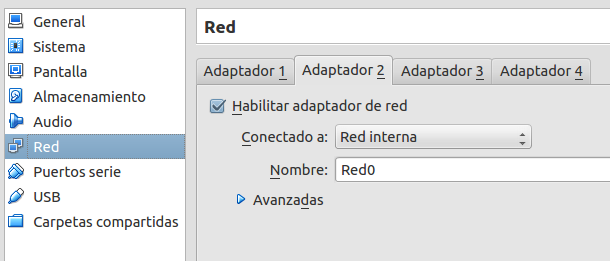 General
Sistema
Pantalla
Almacenamiento
Audio
Red
Puertos serie
USB
Carpetas compartidas
Red
Adaptador 1 Adaptador 2 Adaptador 3 Adaptador 4
Habilitar adaptador de red
Conectado a: Red interna
Nombre: Red0
Avanzadas